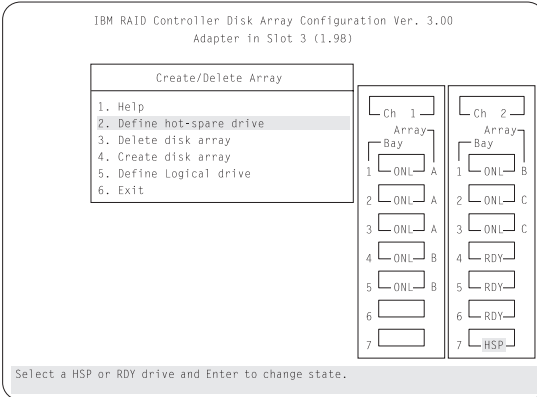 IBM RAID Controller Disk Array Configuration Ver. 3.00
Adapter in Slot 3 (1.98)
Create/Delete Array
1. Help
2. Define hot-spare drive
3. Delete disk array
4. Create disk array
5. Define Logical drive
6. Exit
Ch 1
Array
Bay
1 ONL A
2 ONL A
3 ONL A
4 ONL B
5 ONL B
6
7
Ch 2
Array
Bay
1 ONL B
2 ONL C
3 ONL C
4 RDY
5 RDY
6 RDY
7 HSP
Select a HSP or RDY drive and Enter to change state.